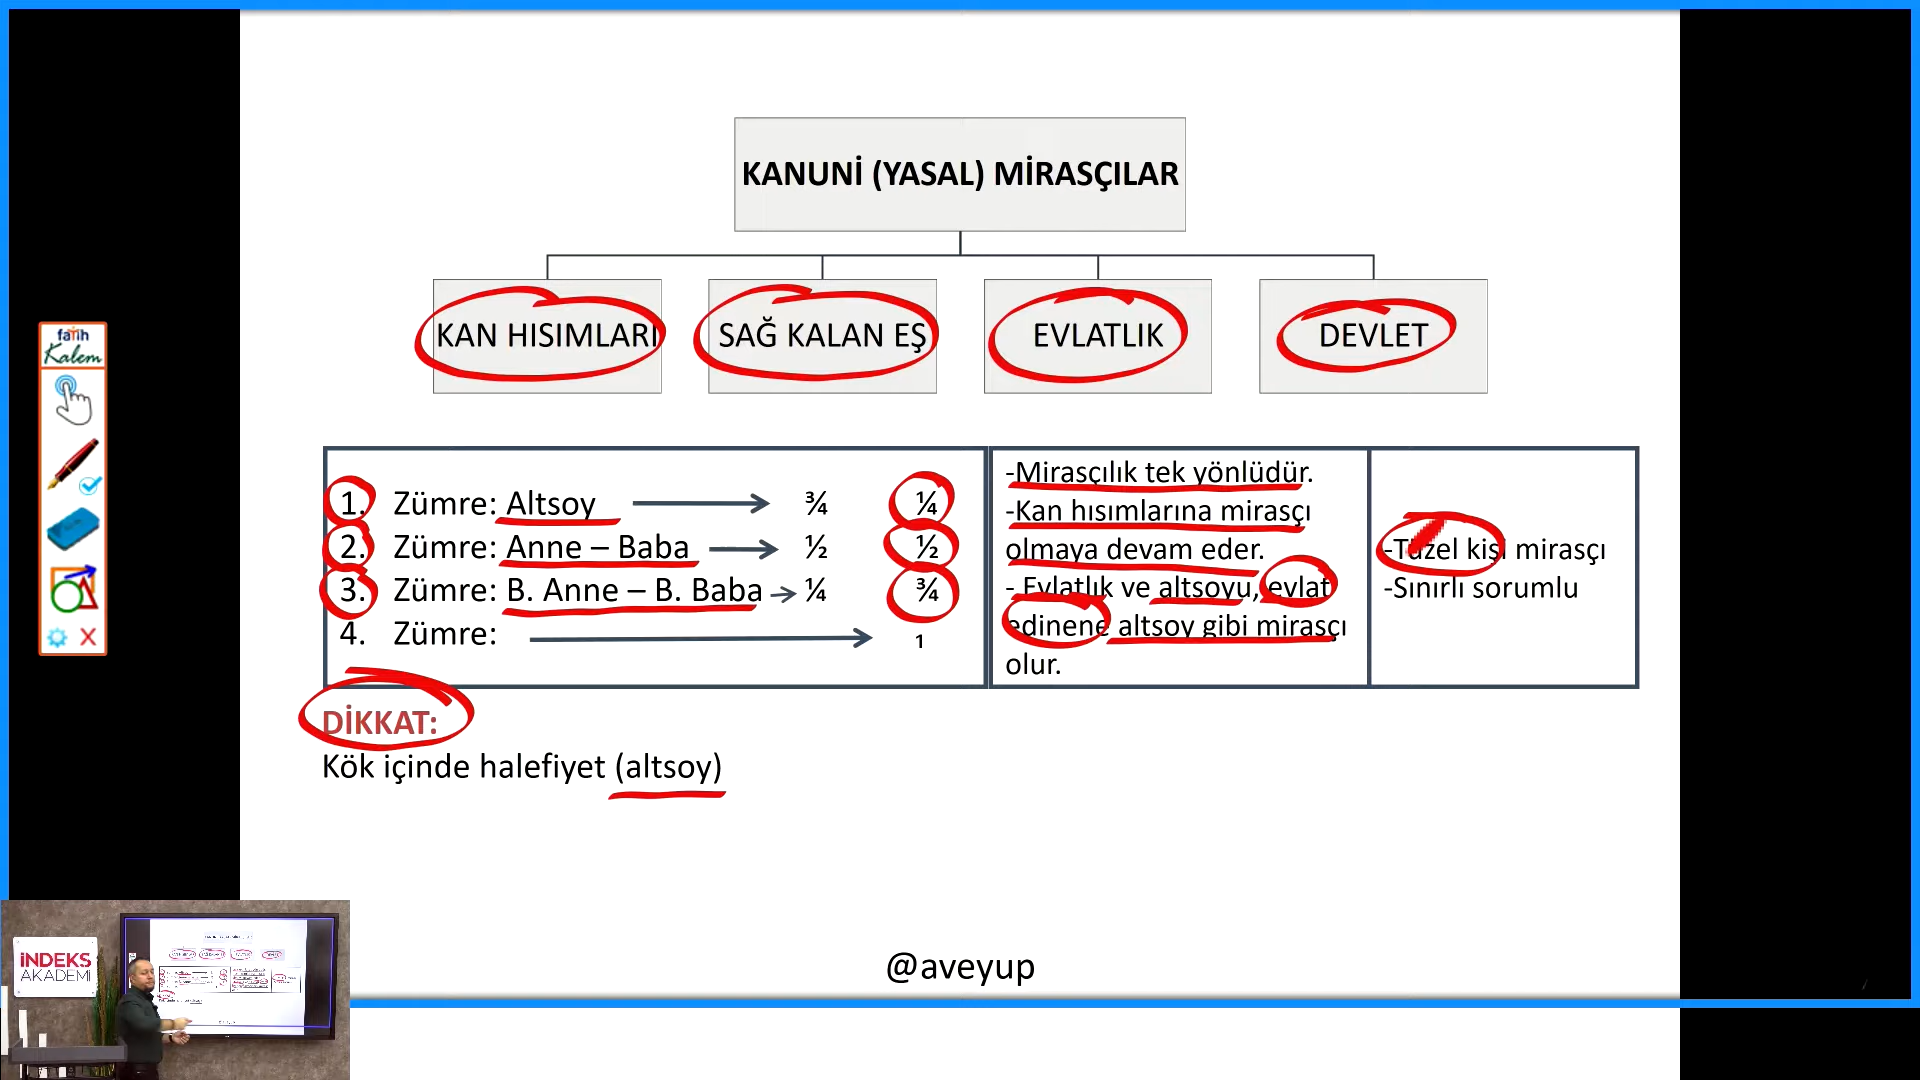 KANUNİ (YASAL) MİRASÇILAR
KAN HISIMLARI
SAĞ KALAN EŞ
EVLATLIK
DEVLET
fatih
Kalem
1. Zümre: Altsoy ¾ ¼
2. Zümre: Anne – Baba ½ ½
3. Zümre: B. Anne – B. Baba ¼ ¾
4. Zümre: 1
-Mirasçılık tek yönlüdür.
-Kan hısımlarına mirasçı
olmaya devam eder.
- Evlatlık ve altsoyu, evlat
edinene altsoy gibi mirasçı
olur.
-Tüzel kişi mirasçı
-Sınırlı sorumlu
DİKKAT:
Kök içinde halefiyet (altsoy)
@aveyup
İNDEKS
AKADEMİ